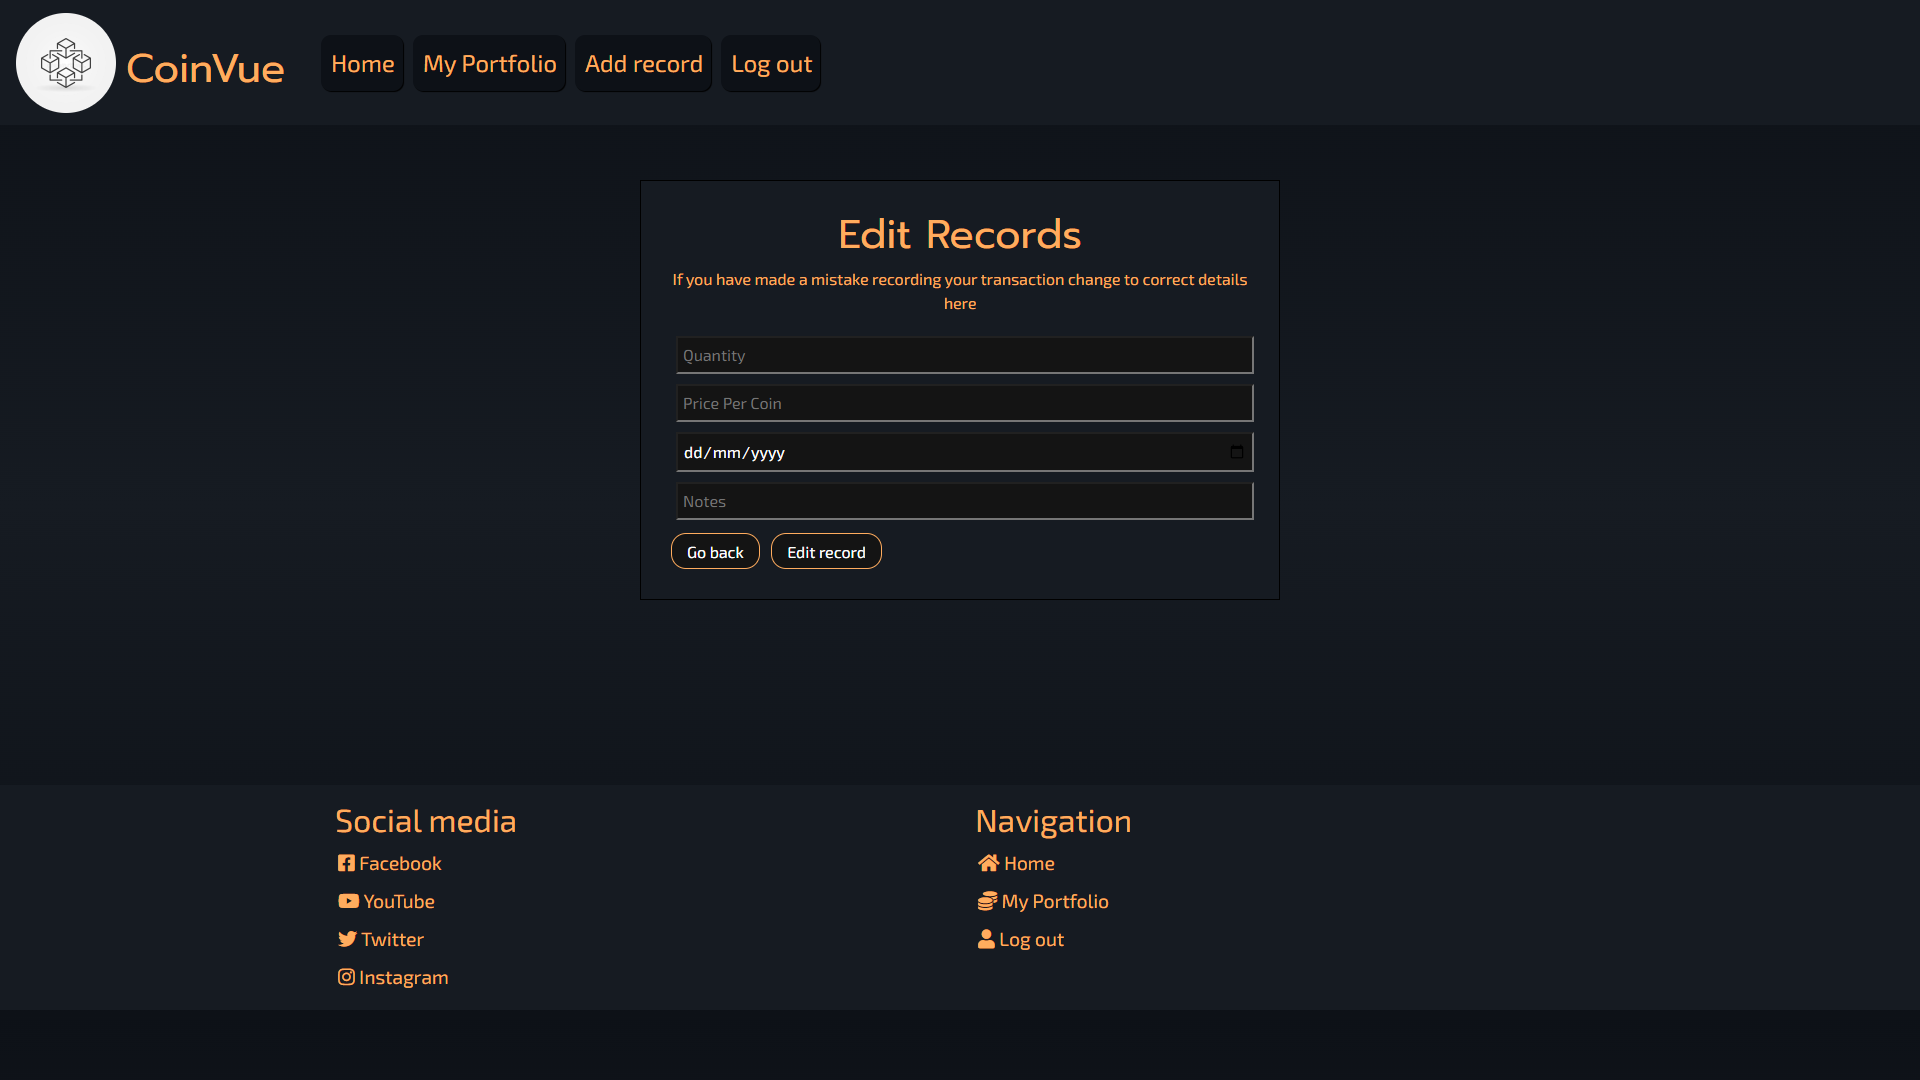 CoinVue
Home
My Portfolio
Add record
Log out
Edit Records
If you have made a mistake recording your transaction change to correct details
here
Quantity
Price Per Coin
dd/mm/yyyy
Notes
Go back
Edit record
Social media
Facebook
YouTube
Twitter
Instagram
Navigation
Home
My Portfolio
Log out